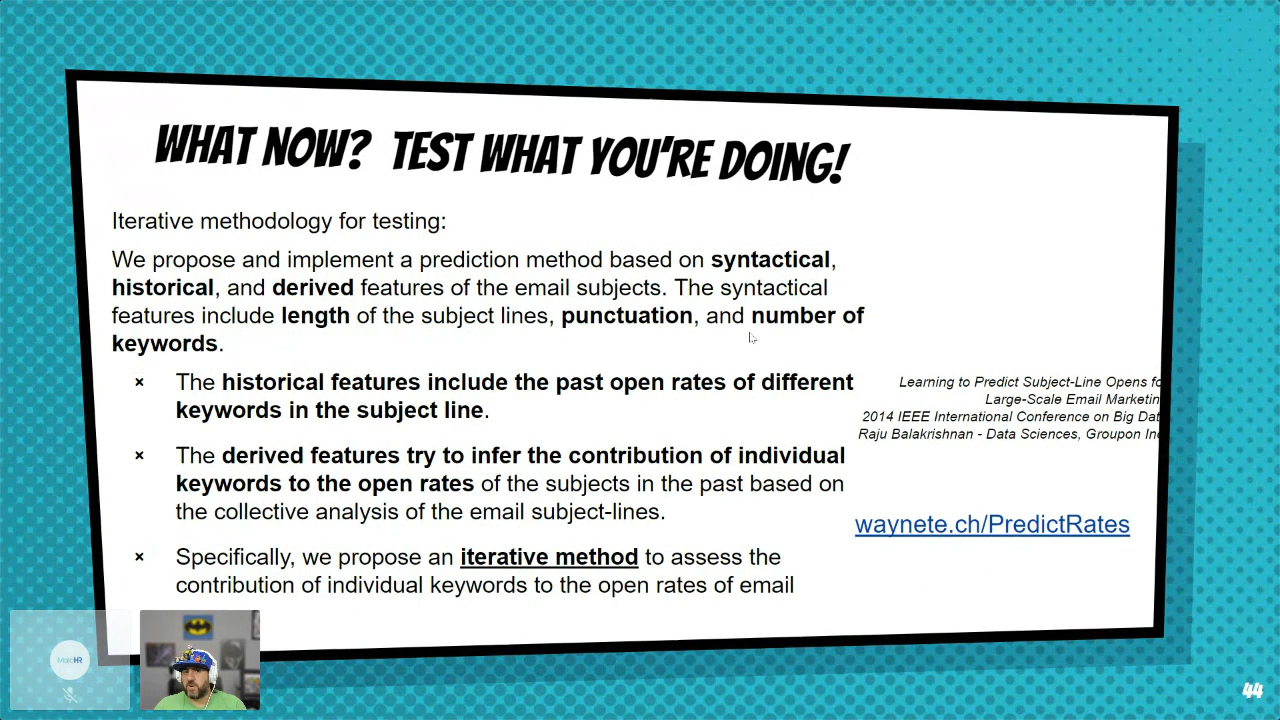 WHAT NOW? TEST WHAT YOU'RE DOING!
Iterative methodology for testing:
We propose and implement a prediction method based on syntactical,
historical, and derived features of the email subjects. The syntactical
features include length of the subject lines, punctuation, and number of
keywords.
The historical features include the past open rates of different
keywords in the subject line.
The derived features try to infer the contribution of individual
keywords to the open rates of the subjects in the past based on
the collective analysis of the email subject-lines.
Specifically, we propose an iterative method to assess the
contribution of individual keywords to the open rates of email
Learning to Predict Subject-Line Opens fo
Large-Scale Email Marketin
2014 IEEE International Conference on Big Dat
Raju Balakrishnan - Data Sciences, Groupon Inc
waynete.ch/PredictRates
44